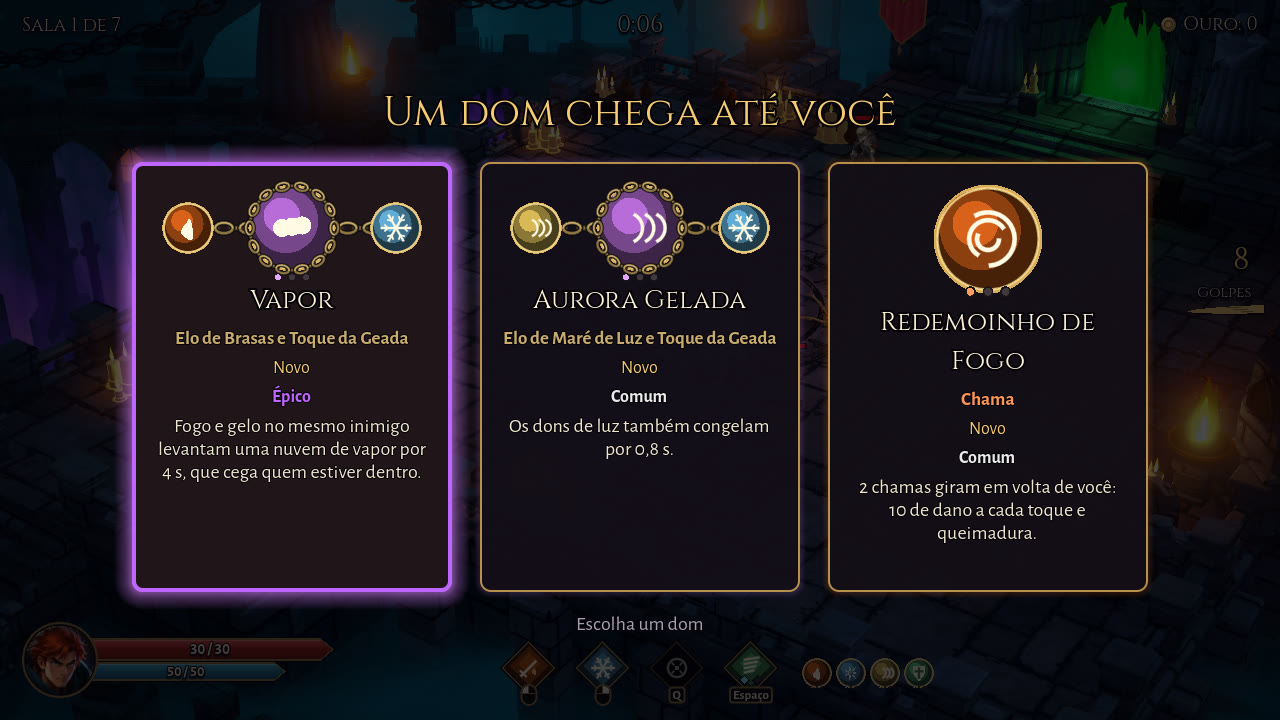 Sala 1 de 7
0:06
Ouro: 0
Um dom chega até você
Vapor
Elo de Brasas e Toque da Geada
Novo
Épico
Fogo e gelo no mesmo inimigo
levantam uma nuvem de vapor por
4 s, que cega quem estiver dentro.
Aurora Gelada
Elo de Maré de Luz e Toque da Geada
Novo
Comum
Os dons de luz também congelam
por 0,8 s.
Redemoinho de
Fogo
Chama
Novo
Comum
2 chamas giram em volta de você:
10 de dano a cada toque e
queimadura.
8
Golpes
Escolha um dom
30/30
50/50
Q
Espaço